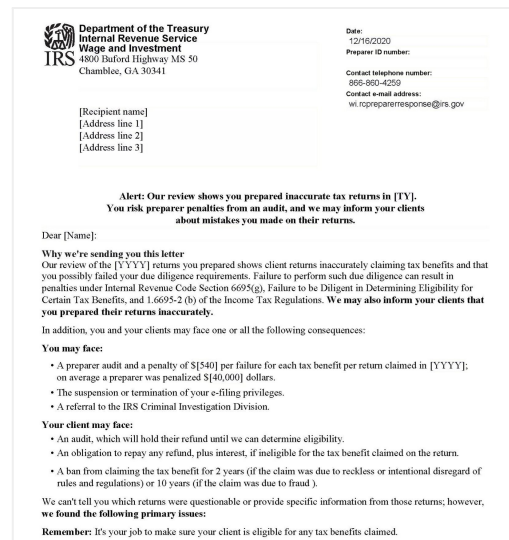 IRS
Department of the Treasury
Internal Revenue Service
Wage and Investment
4800 Buford Highway MS 50
Chamblee, GA 30341
Date:
12/16/2020
Preparer ID number:
Contact telephone number:
866-860-4259
Contact e-mail address:
wi.rcpreparerresponse@irs.gov
[Recipient name]
[Address line 1]
[Address line 2]
[Address line 3]
Alert: Our review shows you prepared inaccurate tax returns in [TY].
You risk preparer penalties from an audit, and we may inform your clients
about mistakes you made on their returns.
Dear [Name]:
Why we're sending you this letter
Our review of the [YYYY] returns you prepared shows client returns inaccurately claiming tax benefits and that
you possibly failed your due diligence requirements. Failure to perform such due diligence can result in
penalties under Internal Revenue Code Section 6695(g), Failure to be Diligent in Determining Eligibility for
Certain Tax Benefits, and 1.6695-2 (b) of the Income Tax Regulations. We may also inform your clients that
you prepared their returns inaccurately.
In addition, you and your clients may face one or all the following consequences:
You may face:
• A preparer audit and a penalty of $[540] per failure for each tax benefit per return claimed in [YYYY];
on average a preparer was penalized $[40,000] dollars.
• The suspension or termination of your e-filing privileges.
• A referral to the IRS Criminal Investigation Division.
Your client may face:
• An audit, which will hold their refund until we can determine eligibility.
• An obligation to repay any refund, plus interest, if ineligible for the tax benefit claimed on the return.
• A ban from claiming the tax benefit for 2 years (if the claim was due to reckless or intentional disregard of
rules and regulations) or 10 years (if the claim was due to fraud ).
We can't tell you which returns were questionable or provide specific information from those returns; however,
we found the following primary issues:
Remember: It's your job to make sure your client is eligible for any tax benefits claimed.